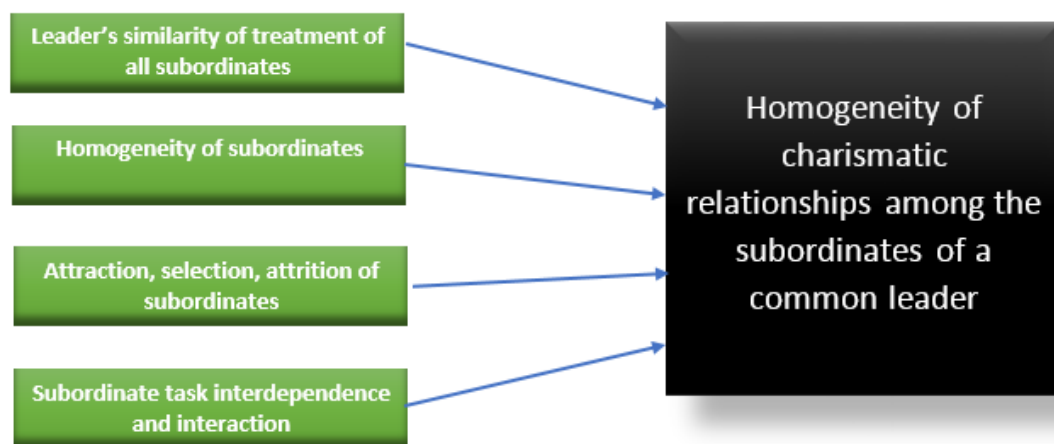 Leader's similarity of treatment of
all subordinates
Homogeneity of subordinates
Attraction, selection, attrition of
subordinates
Subordinate task interdependence
and interaction
Homogeneity of
charismatic
relationships among the
subordinates of a
common leader